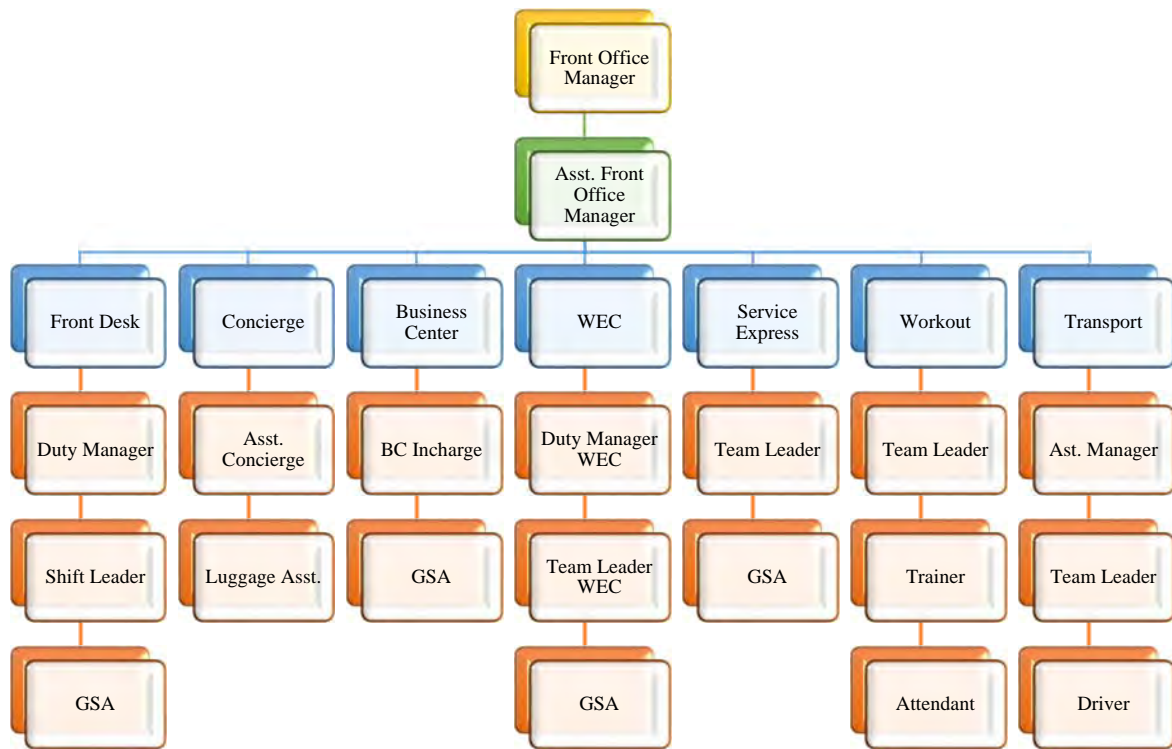 Front Office
Manager
Asst. Front
Office
Manager
Front Desk
Concierge
Business
Center
WEC
Service
Express
Workout
Transport
Duty Manager
Asst.
Concierge
BC Incharge
Duty Manager
WEC
Team Leader
Team Leader
Ast. Manager
Shift Leader
Luggage Asst.
GSA
Team Leader
WEC
GSA
Trainer
Team Leader
GSA
GSA
Attendant
Driver